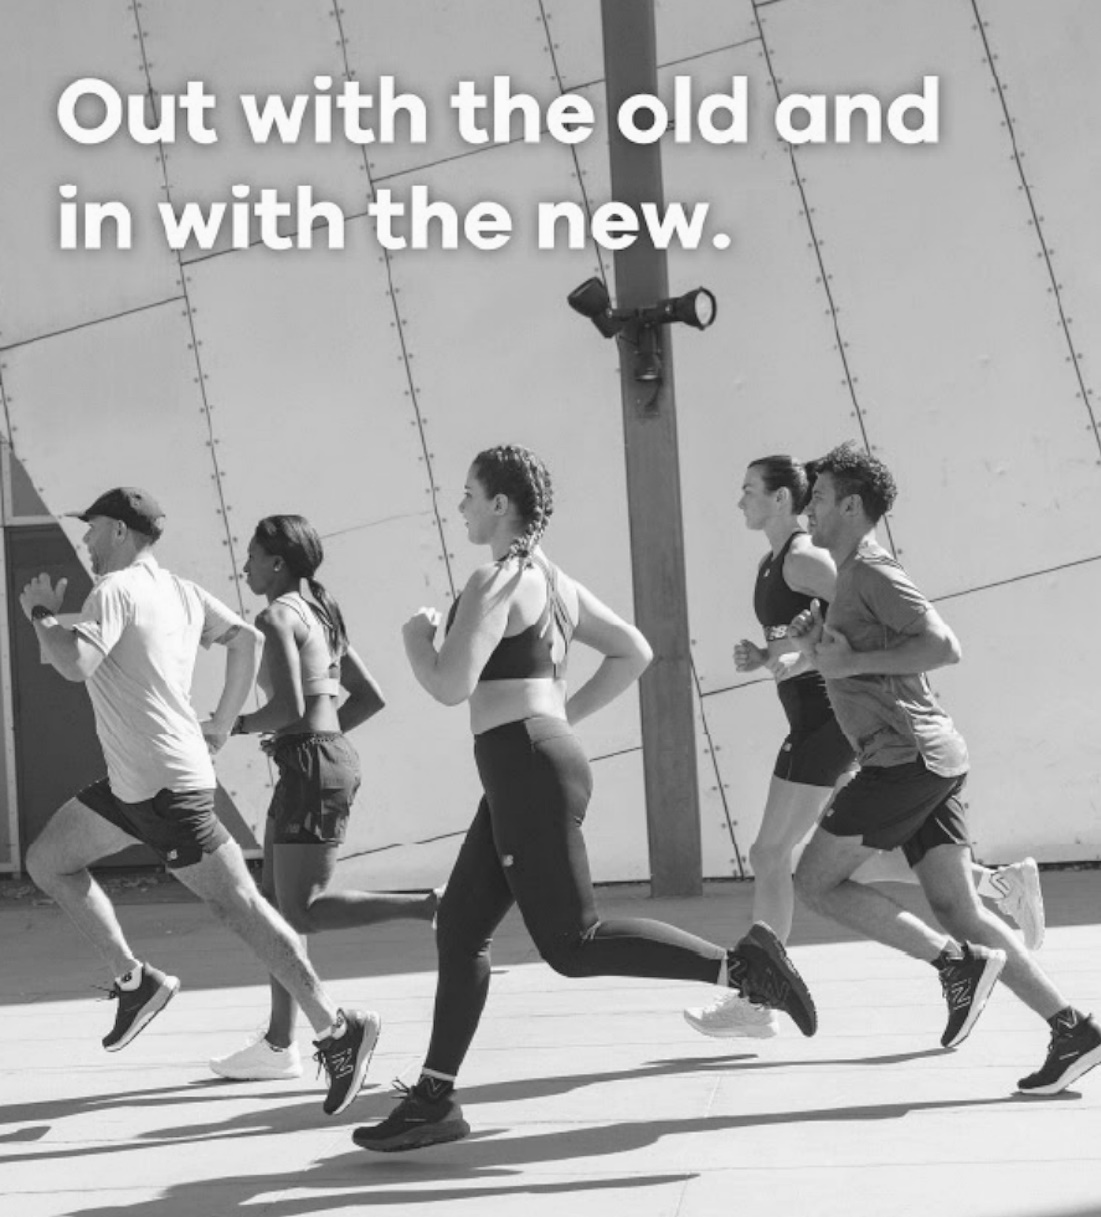 Out with the old and
in with the new.